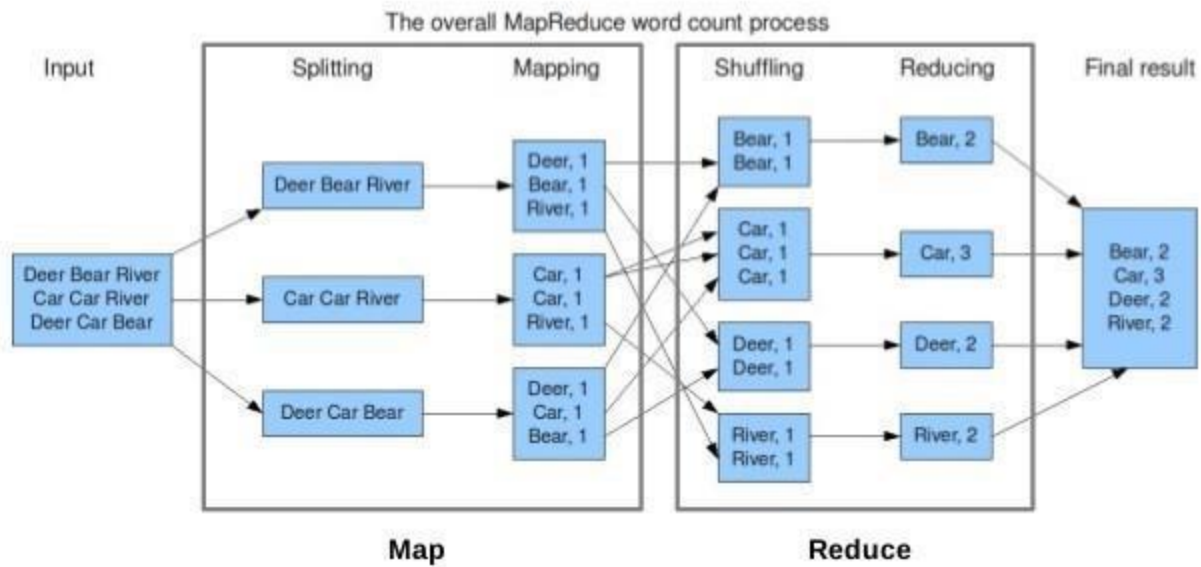 The overall MapReduce word count process
Input
Splitting
Mapping
Shuffling
Reducing
Final result
Deer Bear River
Car Car River
Deer Car Bear
Deer Bear River
Car Car River
Deer Car Bear
Deer, 1
Bear, 1
River, 1
Car, 1
Car, 1
River, 1
Deer, 1
Car, 1
Bear, 1
Bear, 1
Bear, 1
Car, 1
Car, 1
Car, 1
Deer, 1
Deer, 1
River, 1
River, 1
Bear, 2
Car, 3
Deer, 2
River, 2
Bear, 2
Car, 3
Deer, 2
River, 2
Map
Reduce